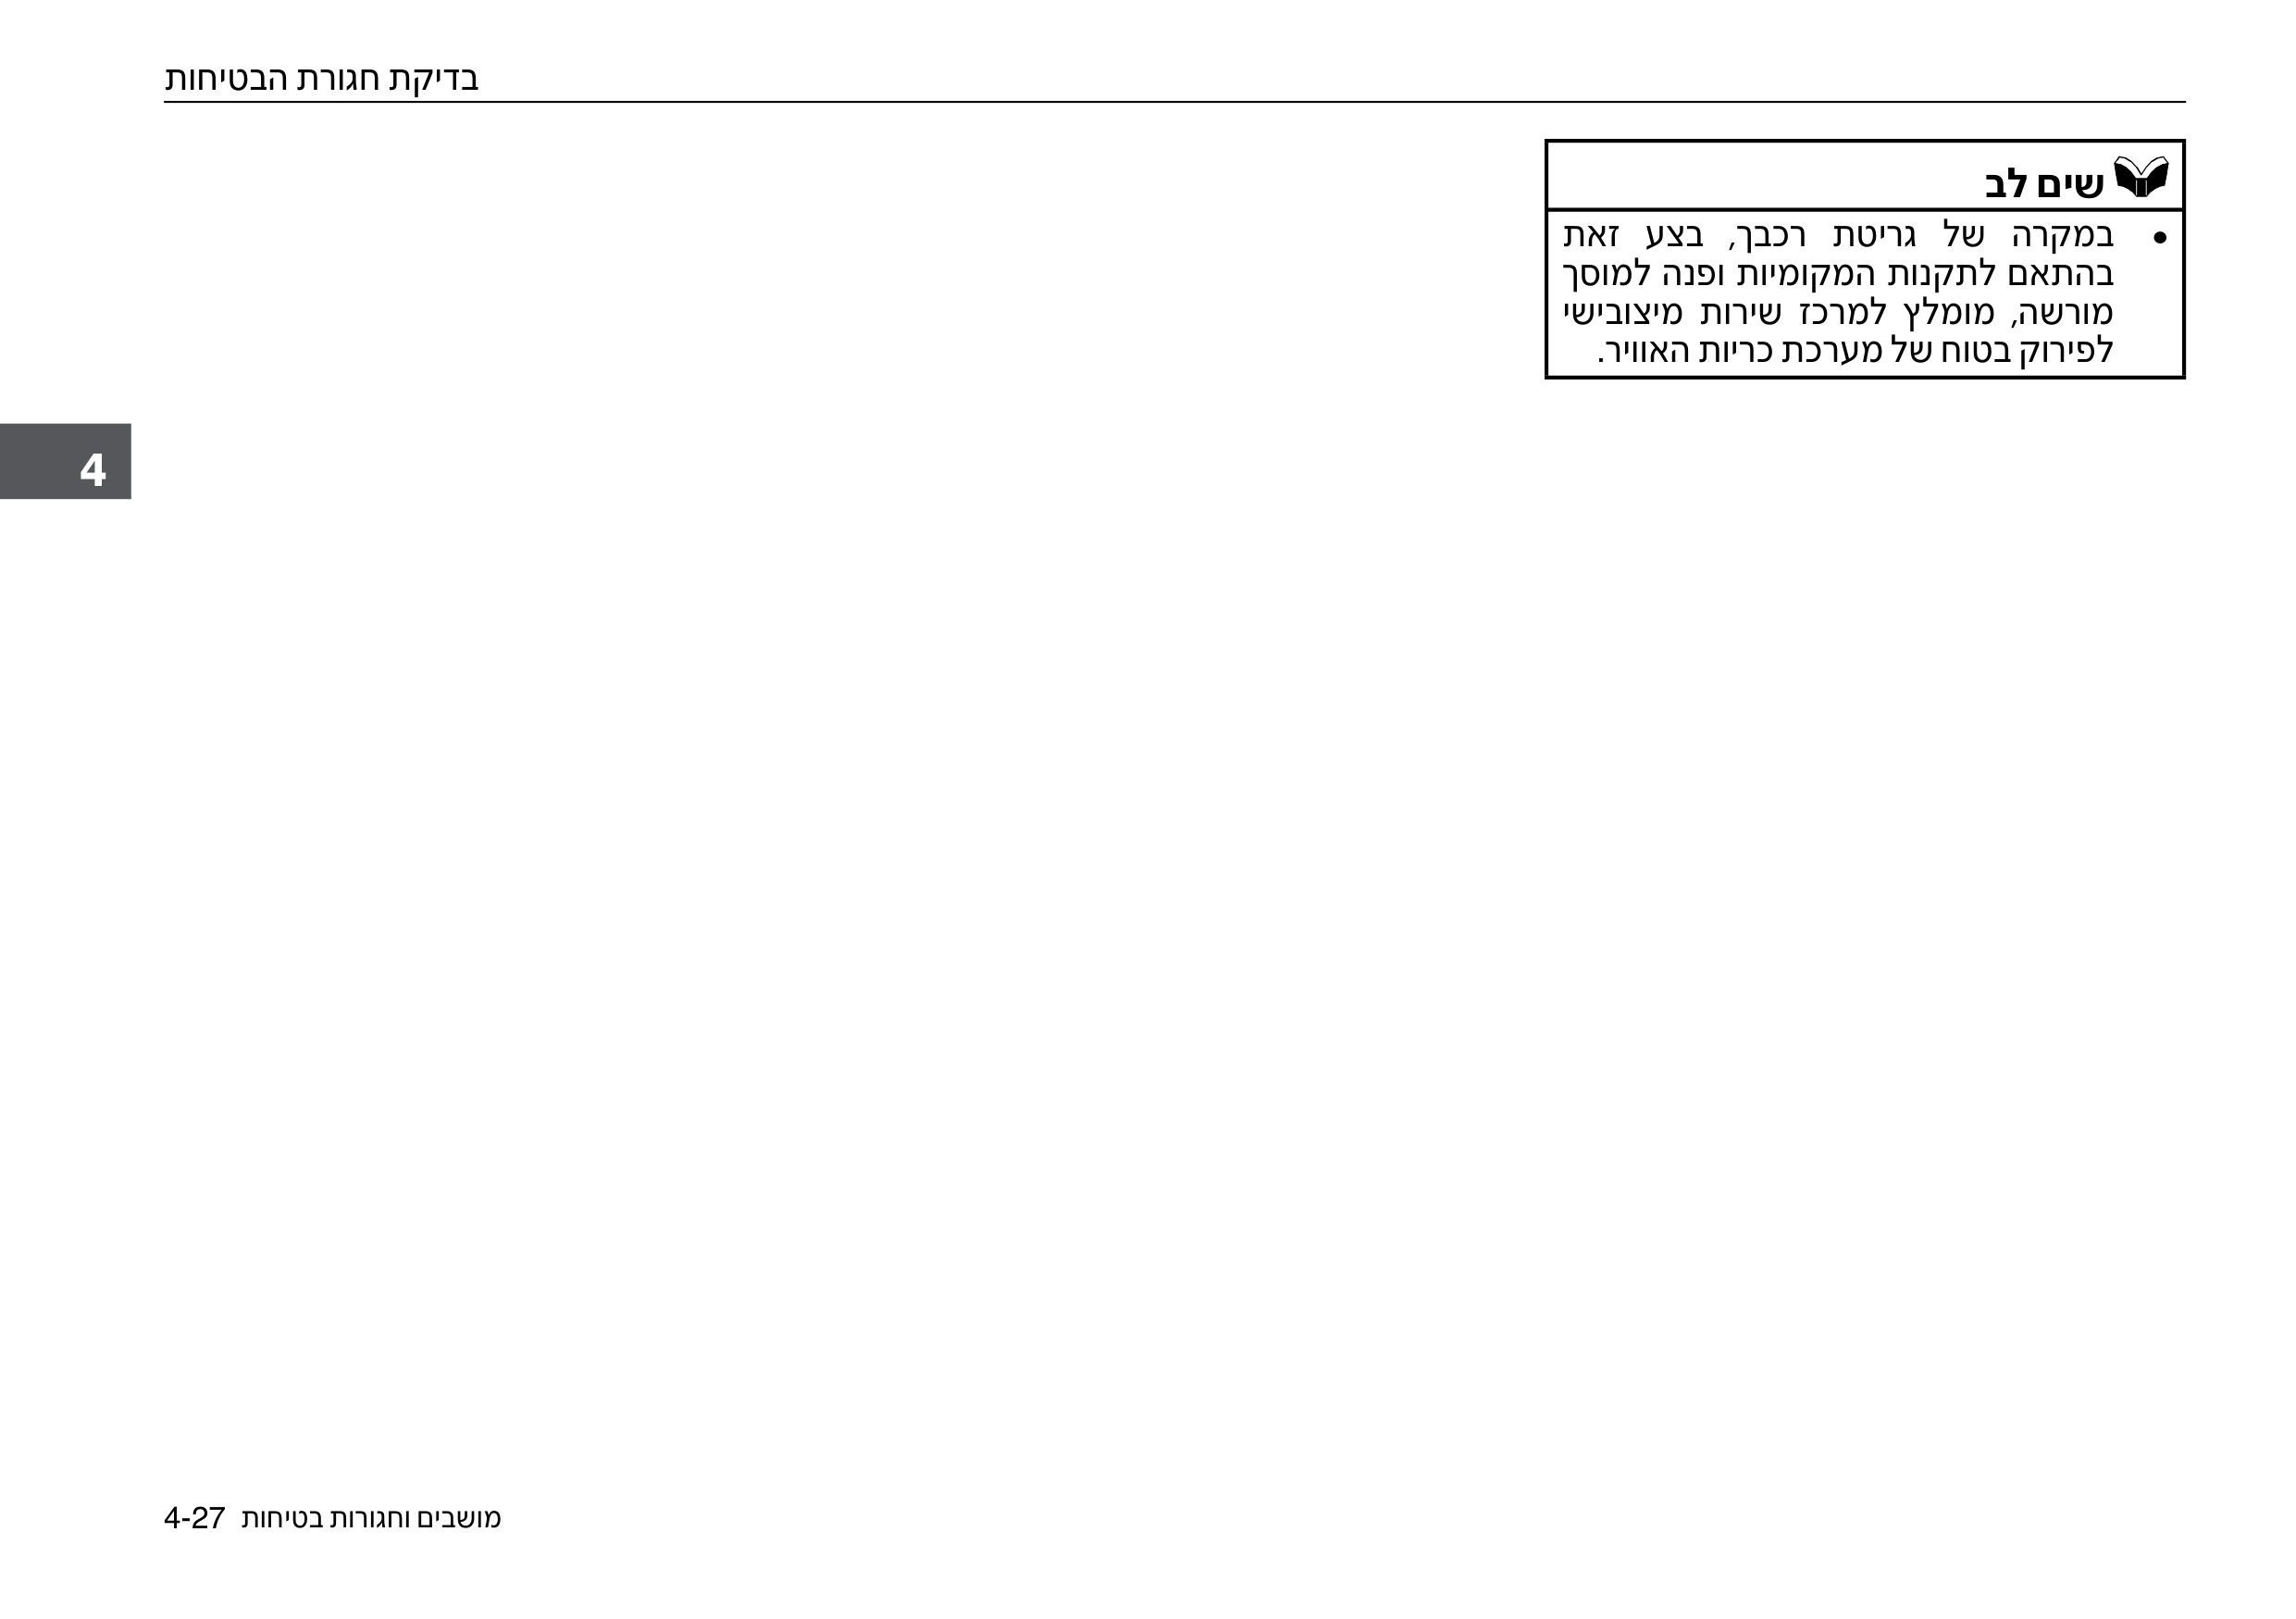 בדיקת חגורת הבטיחות
שים לב
• במקרה של גריטת רכבך, בצע זאת
בהתאם לתקנות המקומיות ופנה למוסך
מורשה, מומלץ למרכז שירות מיצובישי
לפירוק בטוח של מערכת כריות האוויר.
4
מושבים וחגורות בטיחות 4-27